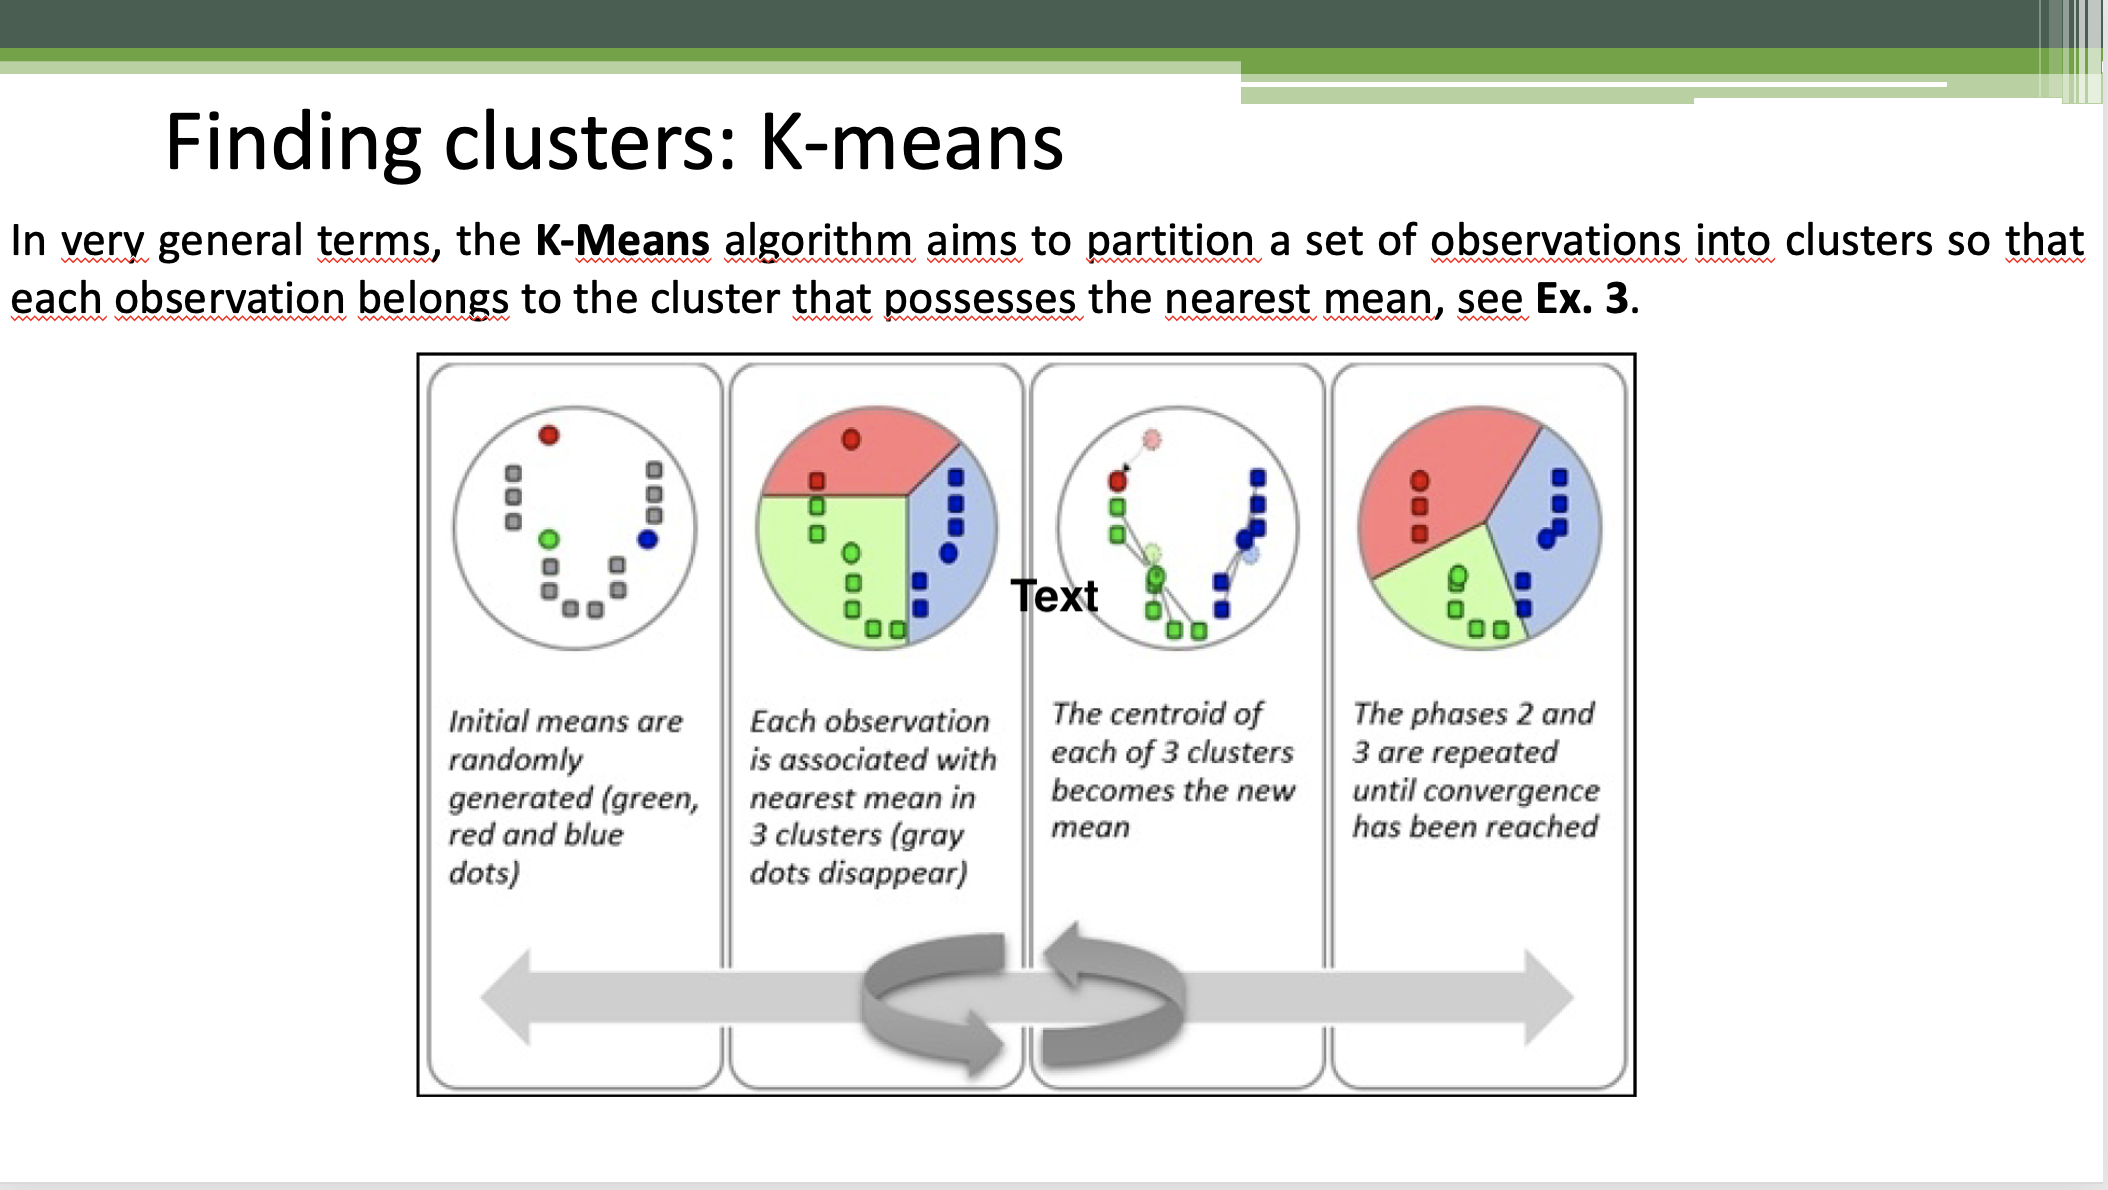 Finding clusters: K-means
In very general terms, the K-Means algorithm aims to partition a set of observations into clusters so that
each observation belongs to the cluster that possesses the nearest mean, see Ex. 3.
Text
Initial means are
randomly
generated (green,
red and blue
dots)
Each observation
is associated with
nearest mean in
3 clusters (gray
dots disappear)
The centroid of
each of 3 clusters
becomes the new
mean
The phases 2 and
3 are repeated
until convergence
has been reached